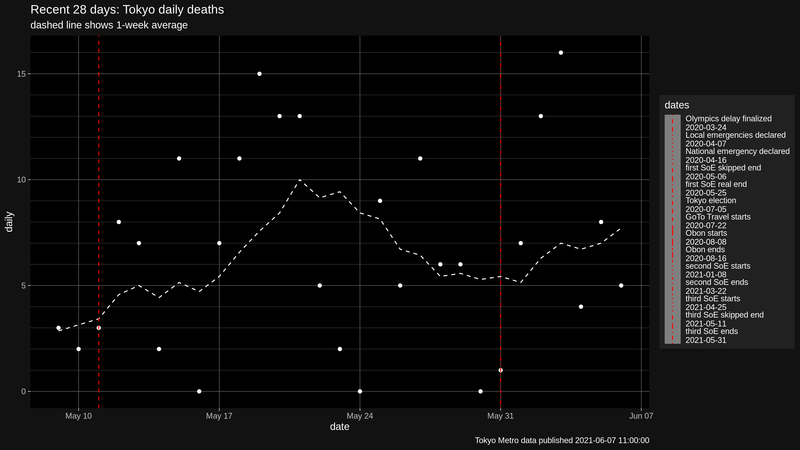 Recent 28 days: Tokyo daily deaths
dashed line shows 1-week average
15
10
5
0
daily
May 10
May 17
May 24
May 31
Jun 07
date
Tokyo Metro data published 2021-06-07 11:00:00
dates
Olympics delay finalized
2020-03-24
Local emergencies declared
2020-04-07
National emergency declared
2020-04-16
first SoE skipped end
2020-05-06
first SoE real end
2020-05-25
Tokyo election
2020-07-05
GoTo Travel starts
2020-07-22
Obon starts
2020-08-08
Obon ends
2020-08-16
second SoE starts
2021-01-08
second SoE ends
2021-03-22
third SoE starts
2021-04-25
third SoE skipped end
2021-05-11
third SoE ends
2021-05-31